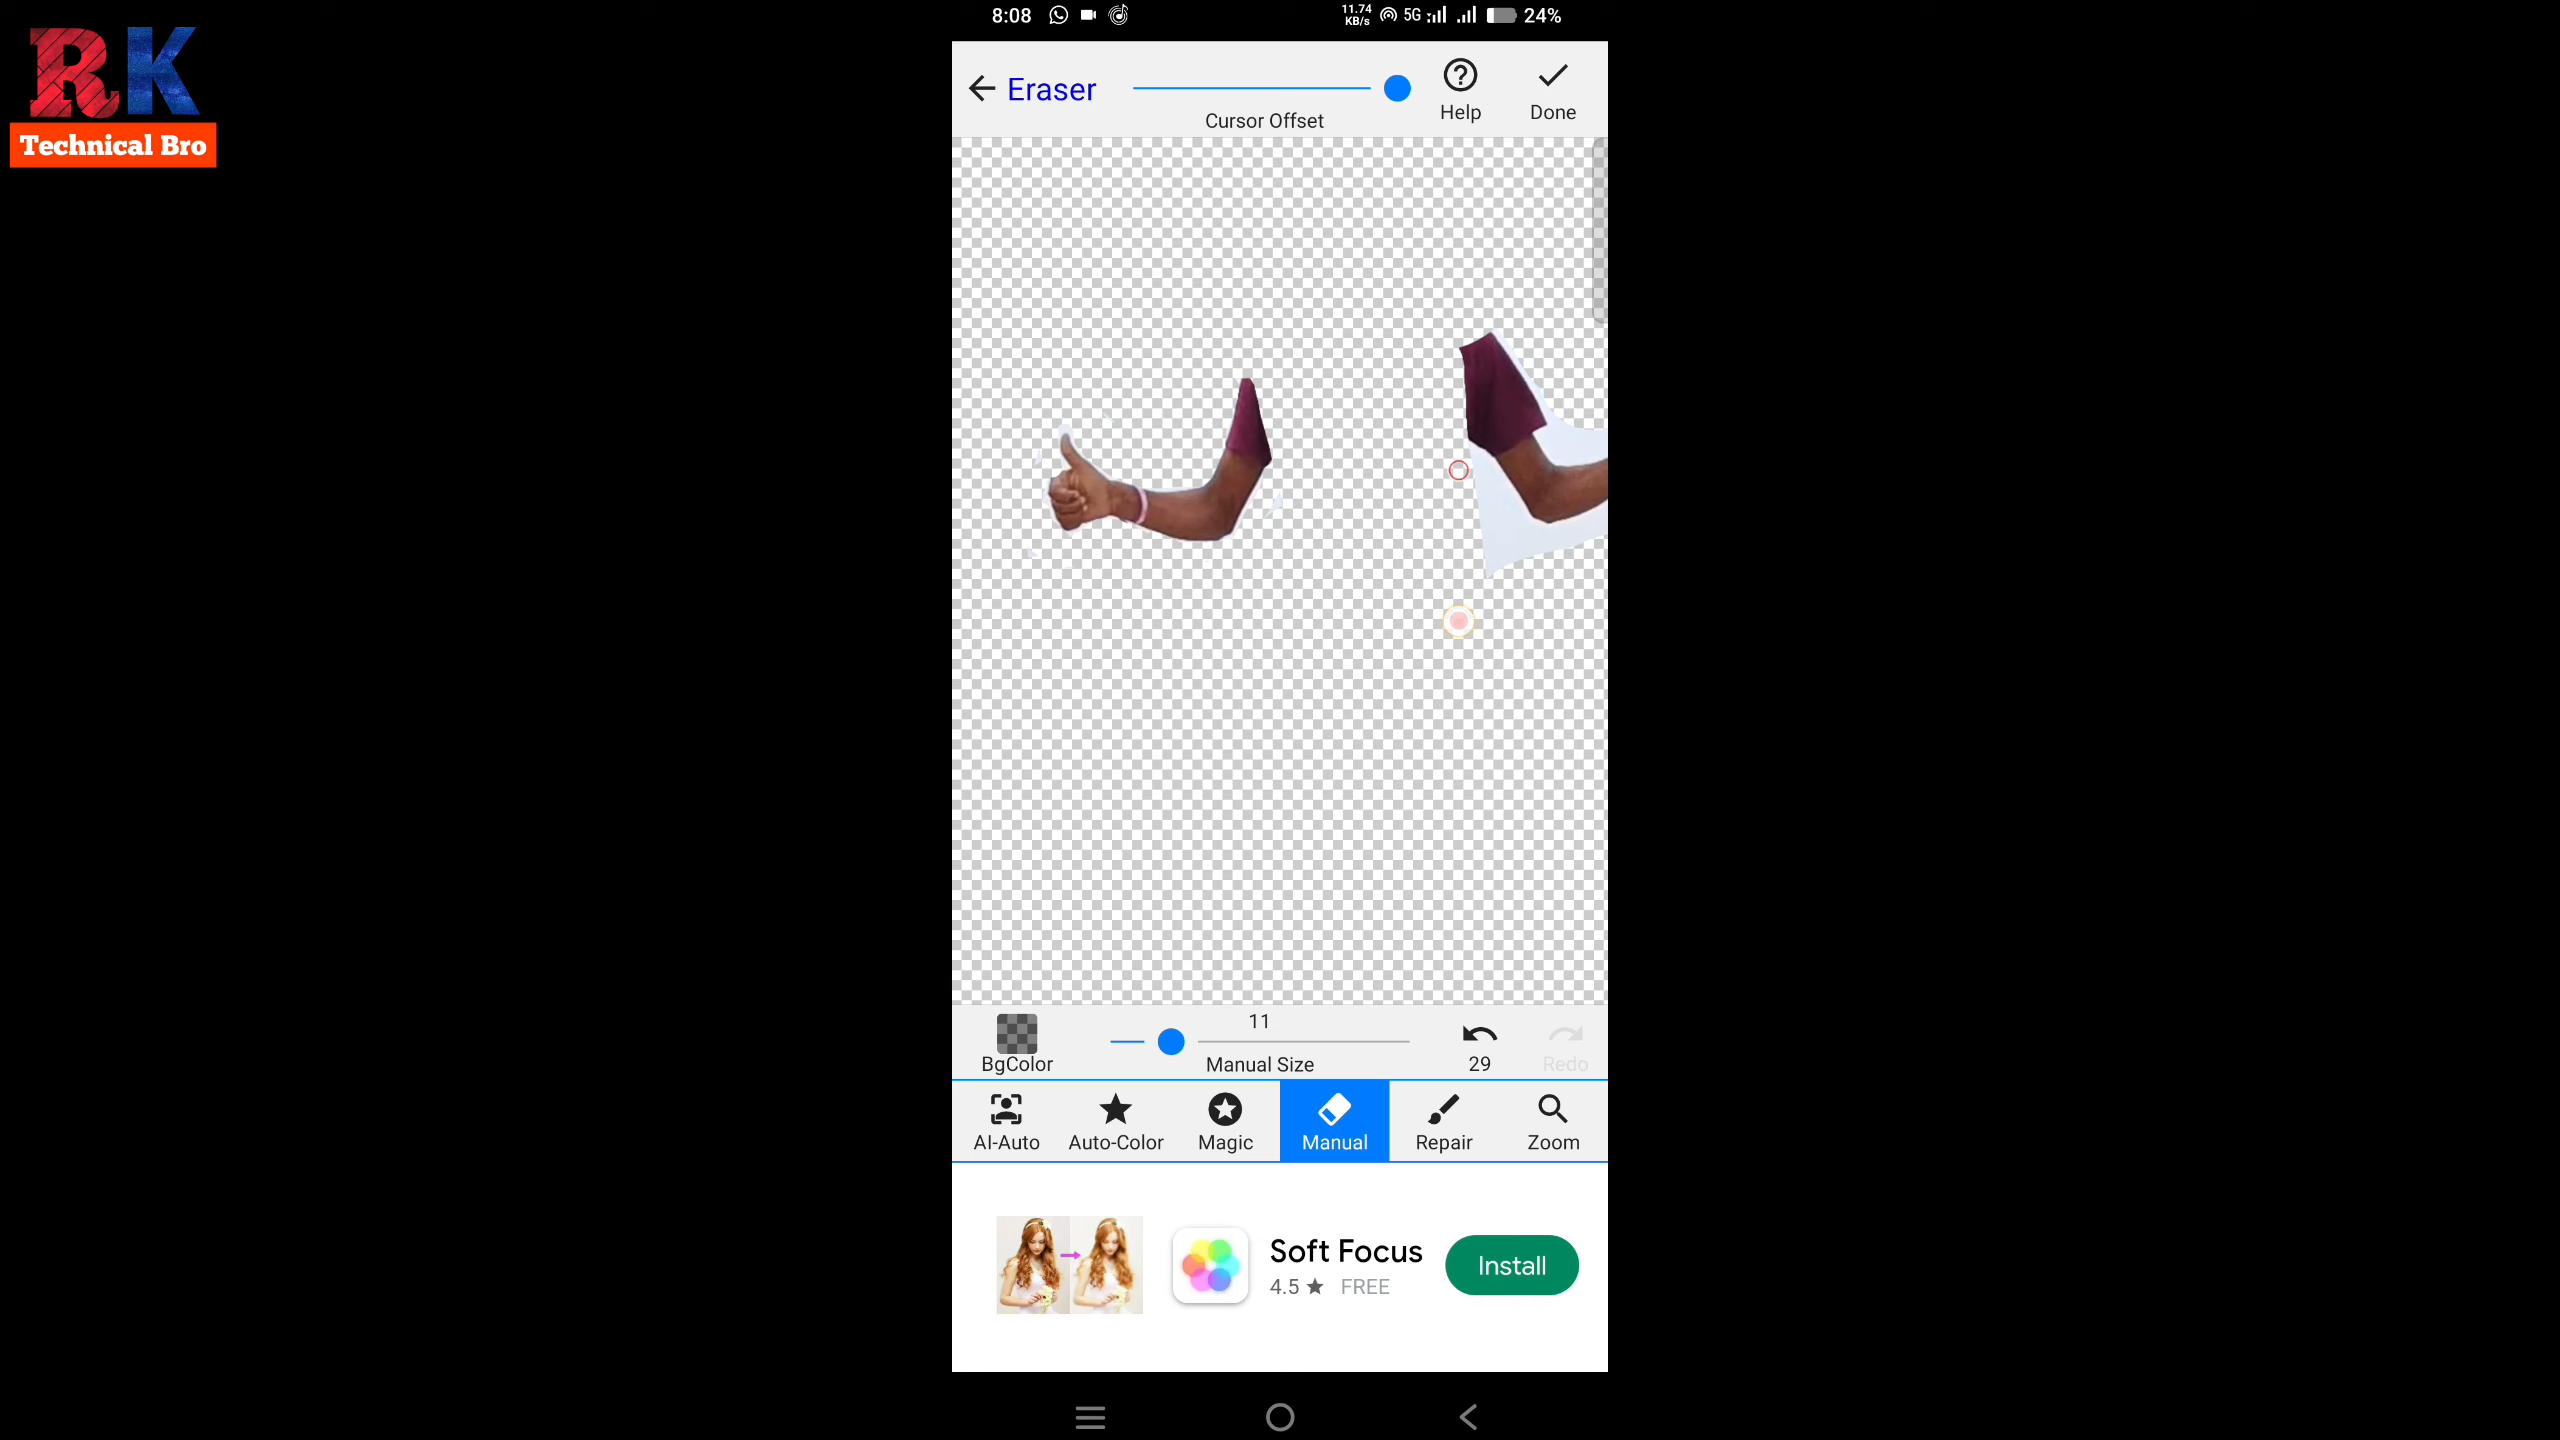 RK
Technical Bro
8:08
11.74
KB/s
5G
24%
Eraser
Cursor Offset
Help
Done
11
BgColor
Manual Size
29
Redo
AI-Auto
Auto-Color
Magic
Manual
Repair
Zoom
Soft Focus
4.5 ★ FREE
Install